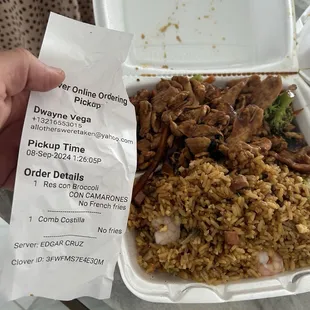 ver Online Ordering
Pickup
Dwayne Vega
+13216553015
allothersweretaken@yahoo.com
Pickup Time
08-Sep-2024 1:26:05P
Order Details
1 Res con Broccoli
CON CAMARONES
No French fries
1 Comb Costilla
No fries
Server: EDGAR CRUZ
Clover ID: 3FWFMS7E4E30M